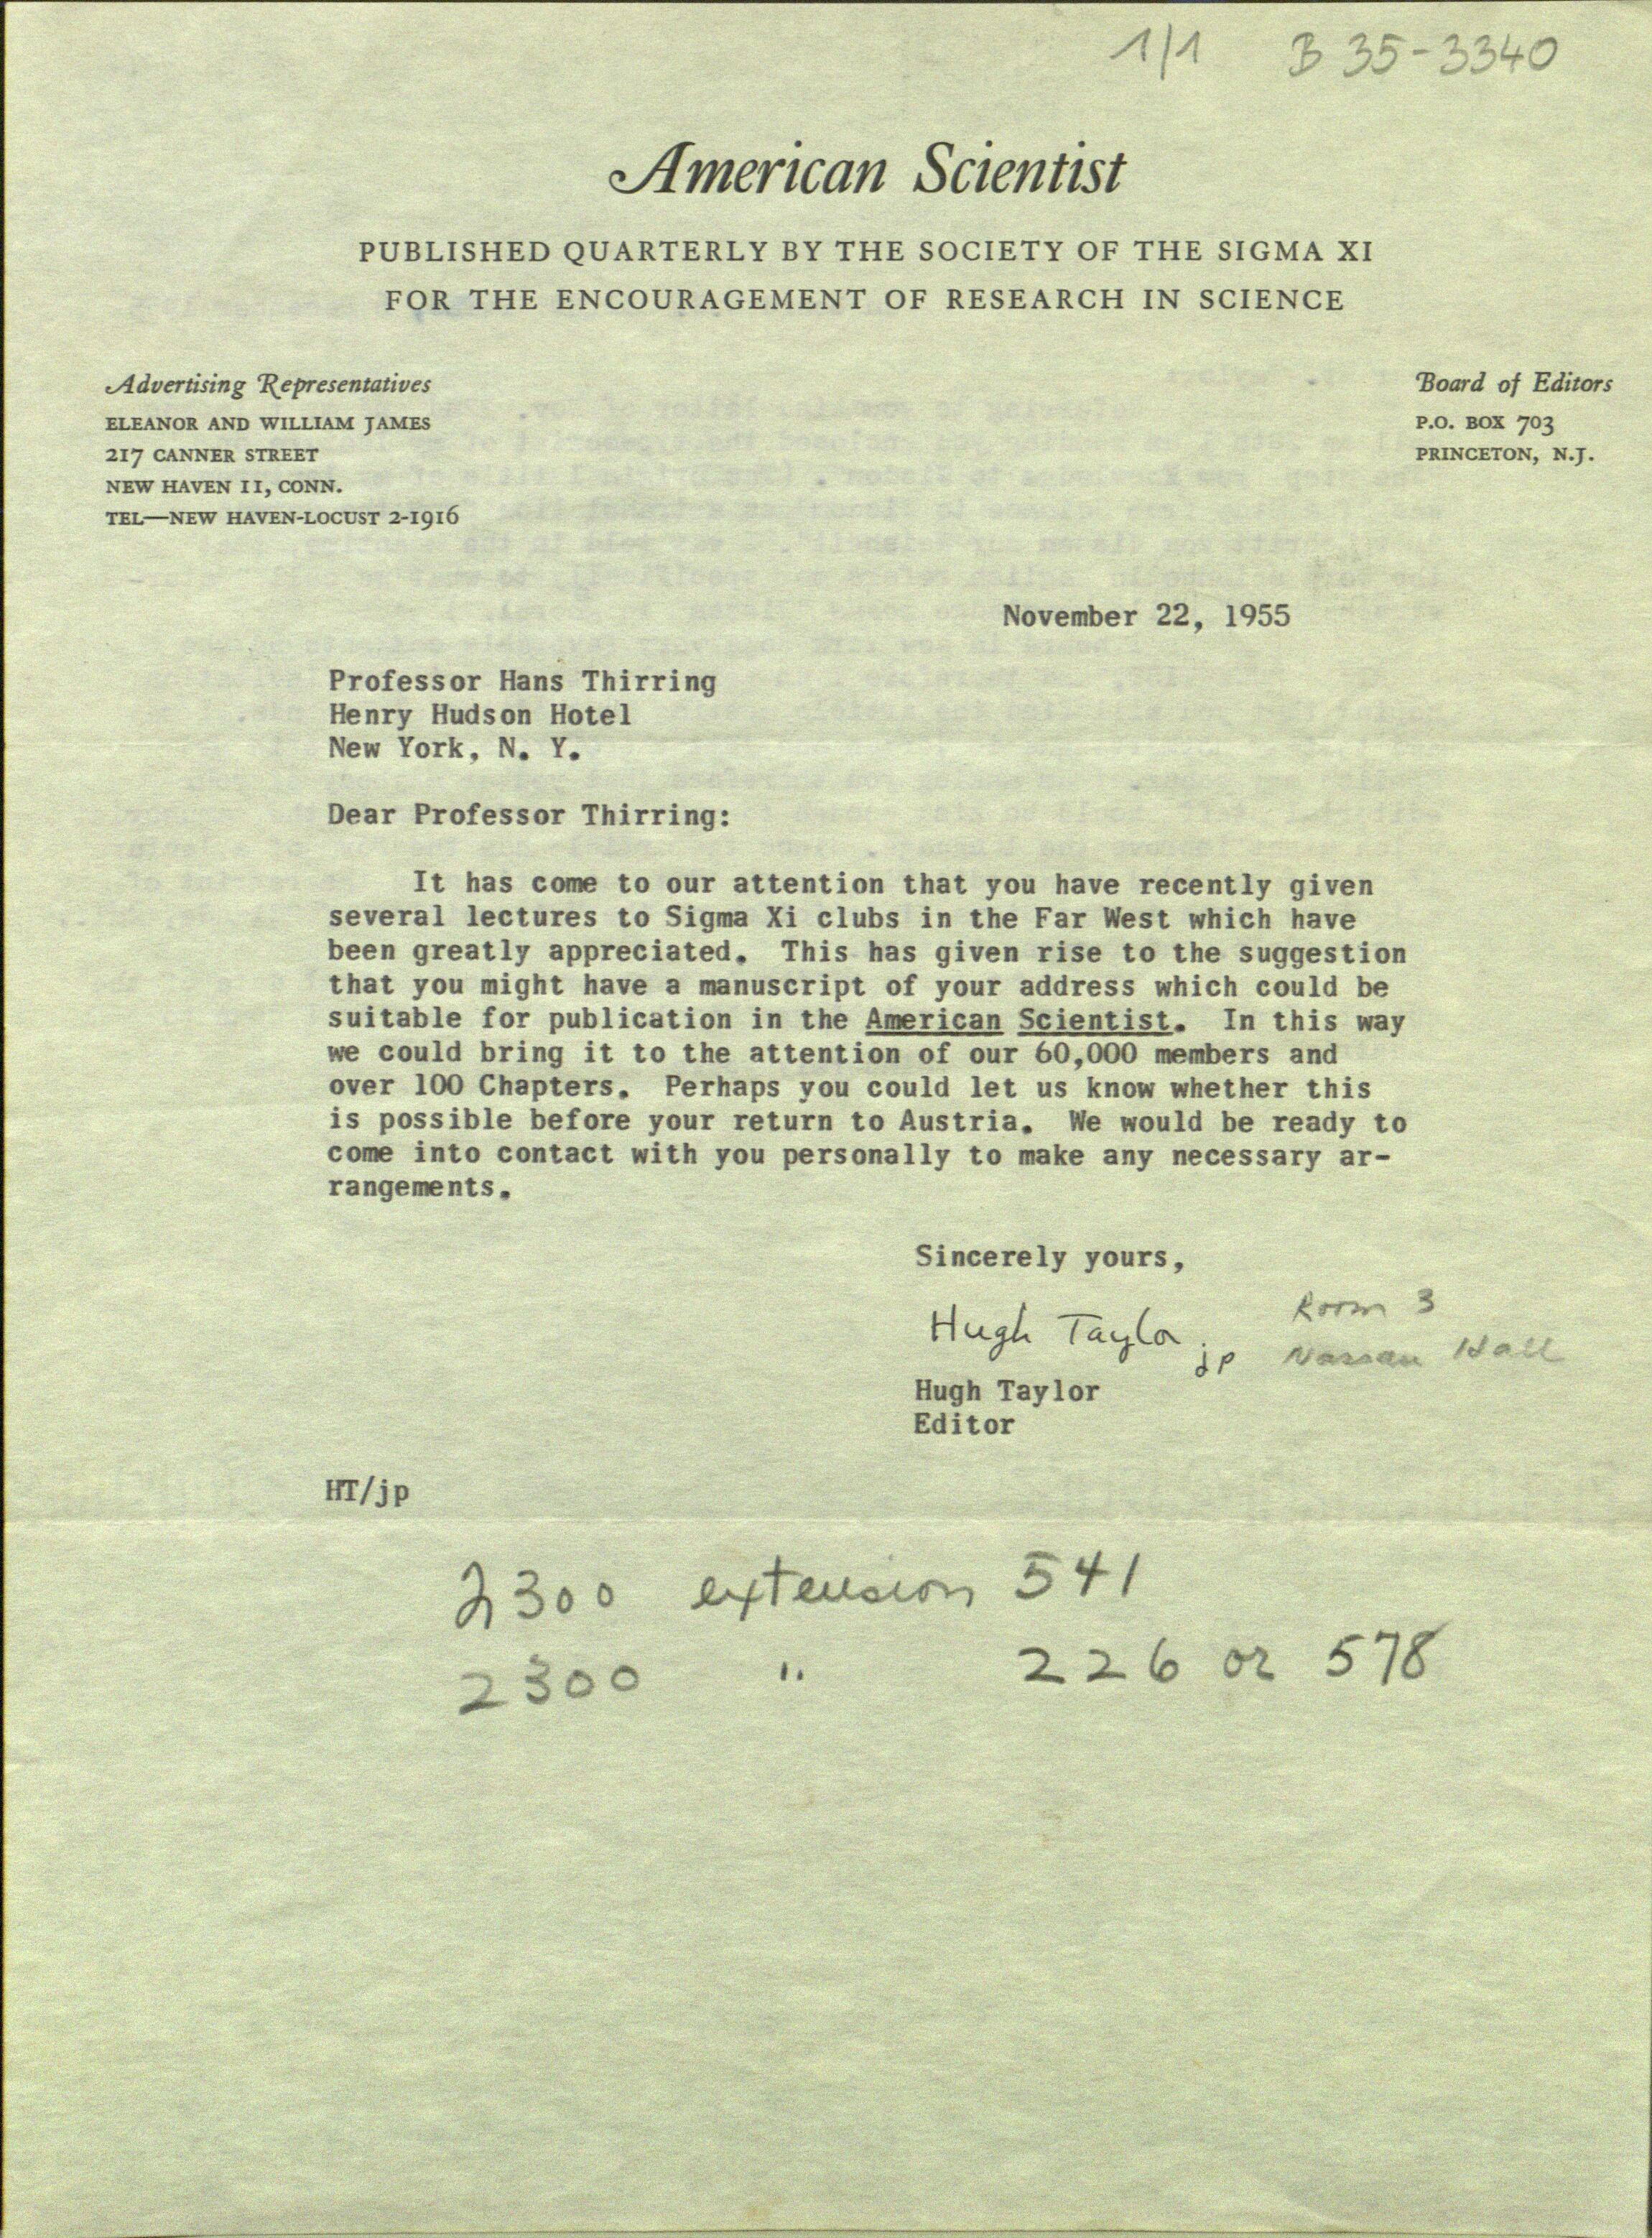 1/1 B 35-3340
American Scientist
PUBLISHED QUARTERLY BY THE SOCIETY OF THE SIGMA XI
FOR THE ENCOURAGEMENT OF RESEARCH IN SCIENCE
Advertising Representatives
ELEANOR AND WILLIAM JAMES
217 CANNER STREET
NEW HAVEN 11, CONN.
TEL—NEW HAVEN-LOCUST 2-1916
Board of Editors
P.O. BOX 703
PRINCETON, N.J.
November 22, 1955
Professor Hans Thirring
Henry Hudson Hotel
New York, N. Y.
Dear Professor Thirring:
It has come to our attention that you have recently given
several lectures to Sigma Xi clubs in the Far West which have
been greatly appreciated. This has given rise to the suggestion
that you might have a manuscript of your address which could be
suitable for publication in the American Scientist. In this way
we could bring it to the attention of our 60,000 members and
over 100 Chapters. Perhaps you could let us know whether this
is possible before your return to Austria. We would be ready to
come into contact with you personally to make any necessary ar-
rangements.
Sincerely yours,
Hugh Taylor
jp
Room 3
Nassau Hall
Hugh Taylor
Editor
HT/jp
2300 extension 541
2300 " 226 or 578